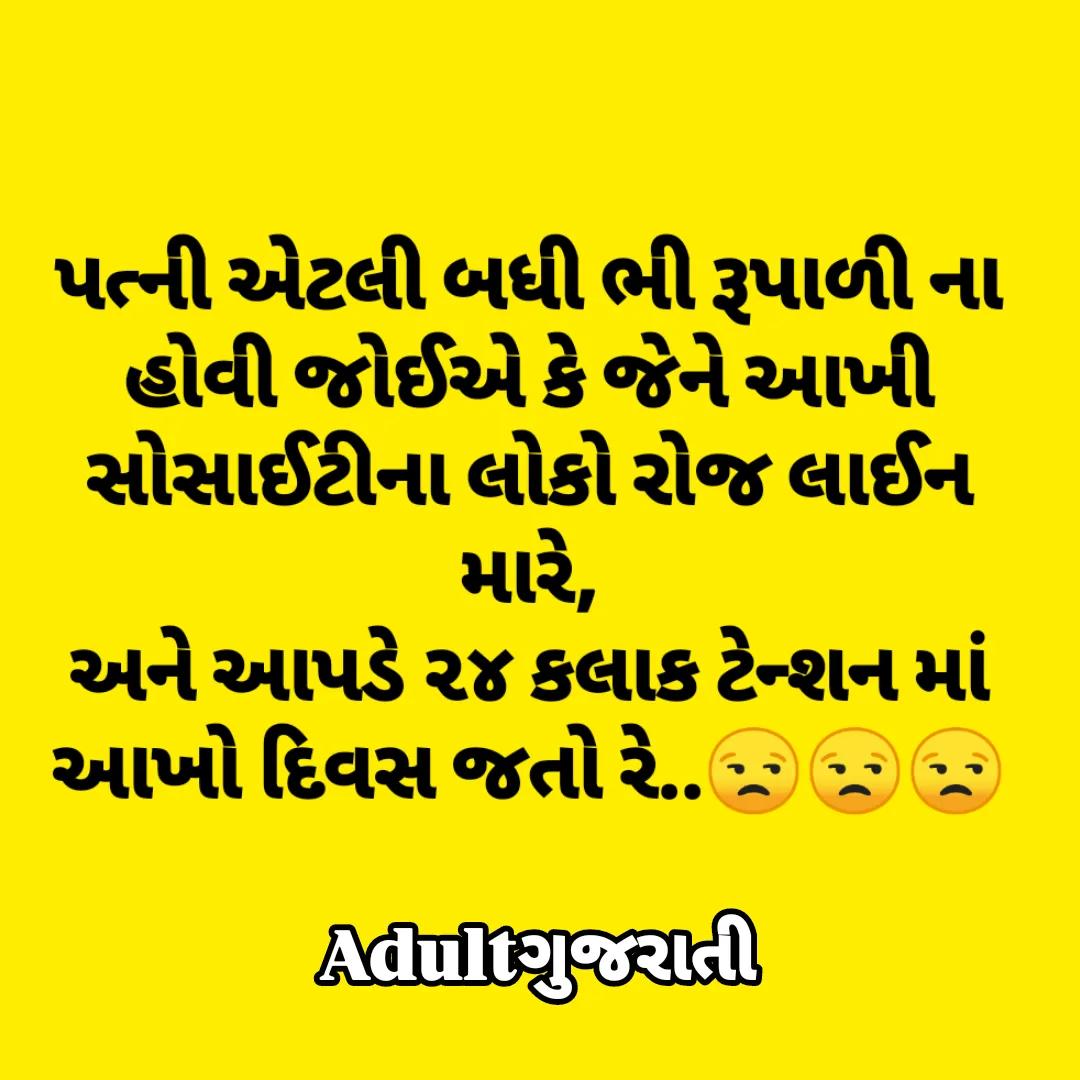 પત્ની એટલી બધી ભી રૂપાળી ના
હોવી જોઈએ કે જેને આખી
સોસાઈટીના લોકો રોજ લાઈન
મારે,
અને આપડે ૨૪ કલાક ટેન્શન માં
આખો દિવસ જતો રે..😒😒😒
Adultગુજરાતી